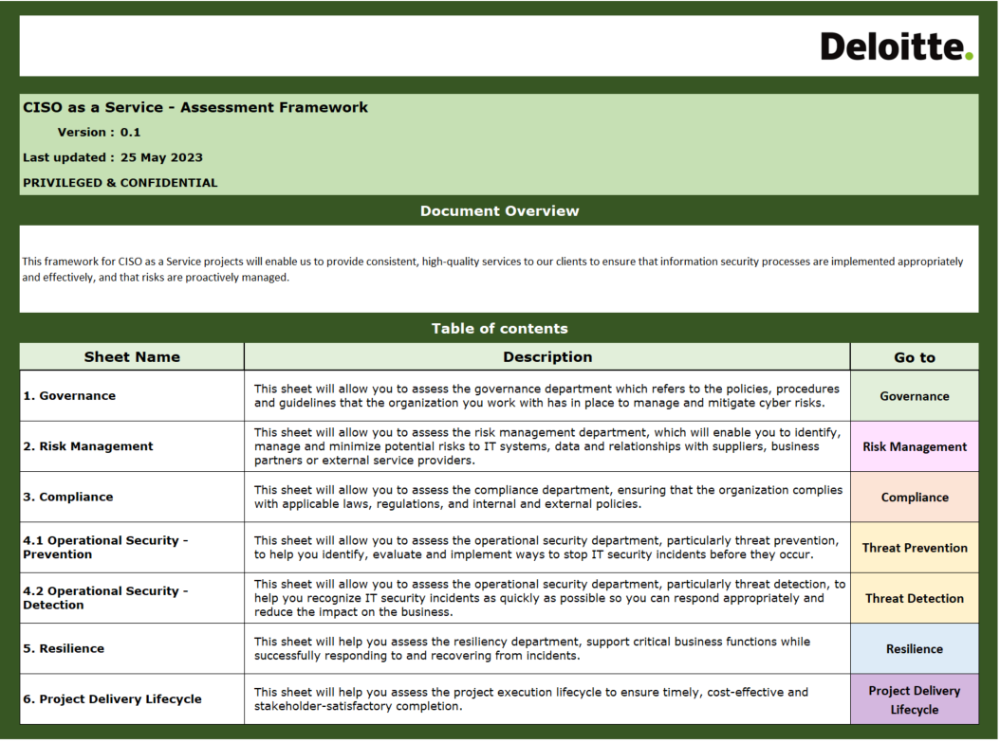 Deloitte.
CISO as a Service - Assessment Framework
Version : 0.1
Last updated : 25 May 2023
PRIVILEGED & CONFIDENTIAL
Document Overview
This framework for CISO as a Service projects will enable us to provide consistent, high-quality services to our clients to ensure that information security processes are implemented appropriately
and effectively, and that risks are proactively managed.
Table of contents
Sheet Name
Description
Go to
1. Governance
This sheet will allow you to assess the governance department which refers to the policies, procedures
and guidelines that the organization you work with has in place to manage and mitigate cyber risks.
Governance
2. Risk Management
This sheet will allow you to assess the risk management department, which will enable you to identify,
manage and minimize potential risks to IT systems, data and relationships with suppliers, business
partners or external service providers.
Risk Management
3. Compliance
This sheet will allow you to assess the compliance department, ensuring that the organization complies
with applicable laws, regulations, and internal and external policies.
Compliance
4.1 Operational Security -
Prevention
This sheet will allow you to assess the operational security department, particularly threat prevention,
to help you identify, evaluate and implement ways to stop IT security incidents before they occur.
Threat Prevention
4.2 Operational Security -
Detection
This sheet will allow you to assess the operational security department, particularly threat detection, to
help you recognize IT security incidents as quickly as possible so you can respond appropriately and
reduce the impact on the business.
Threat Detection
5. Resilience
This sheet will help you assess the resiliency department, support critical business functions while
successfully responding to and recovering from incidents.
Resilience
6. Project Delivery Lifecycle
This sheet will help you assess the project execution lifecycle to ensure timely, cost-effective and
stakeholder-satisfactory completion.
Project Delivery
Lifecycle